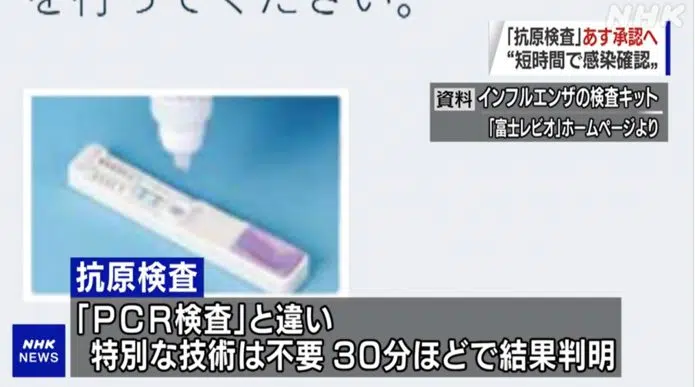 を行ってください。
NHK
「抗原検査」あす承認へ
“短時間で感染確認„
資料 インフルエンザの検査キット
「富士レビオ」ホームページより
抗原検査
「PCR検査」と違い
特別な技術は不要 30分ほどで結果判明
NHK
NEWS